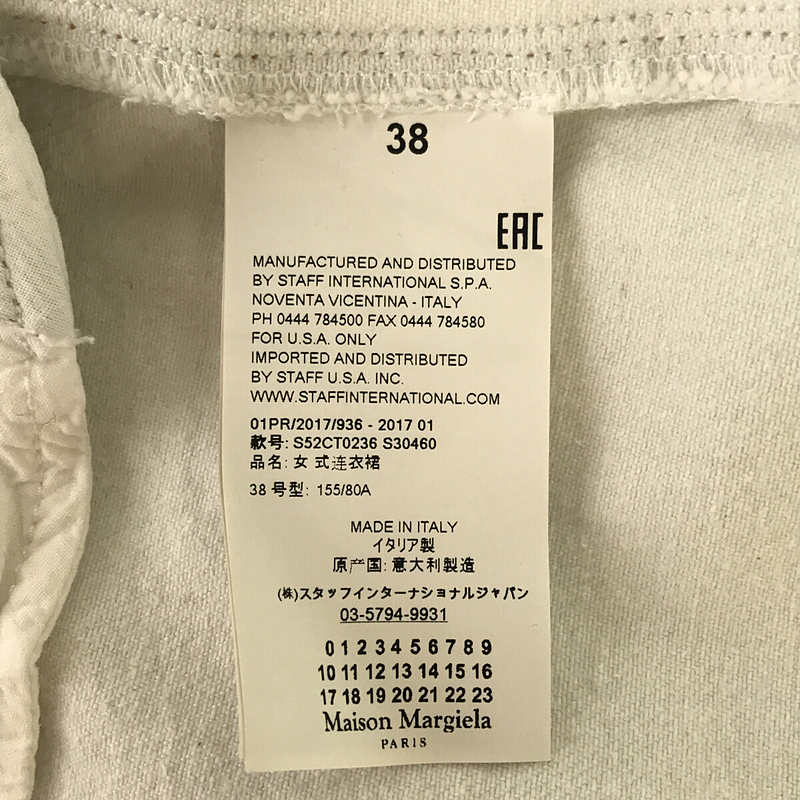 38
EAC
MANUFACTURED AND DISTRIBUTED
BY STAFF INTERNATIONAL S.P.A.
NOVENTA VICENTINA - ITALY
PH 0444 784500 FAX 0444 784580
FOR U.S.A. ONLY
IMPORTED AND DISTRIBUTED
BY STAFF U.S.A. INC.
WWW.STAFFINTERNATIONAL.COM
01PR/2017/936 - 2017 01
款号: S52CT0236 S30460
品名: 女 式连衣裙
38 号型: 155/80A
MADE IN ITALY
イタリア製
原产国: 意大利製造
(株)スタッフインターナショナルジャパン
03-5794-9931
0 1 2 3 4 5 6 7 8 9
10 11 12 13 14 15 16
17 18 19 20 21 22 23
Maison Margiela
PARIS